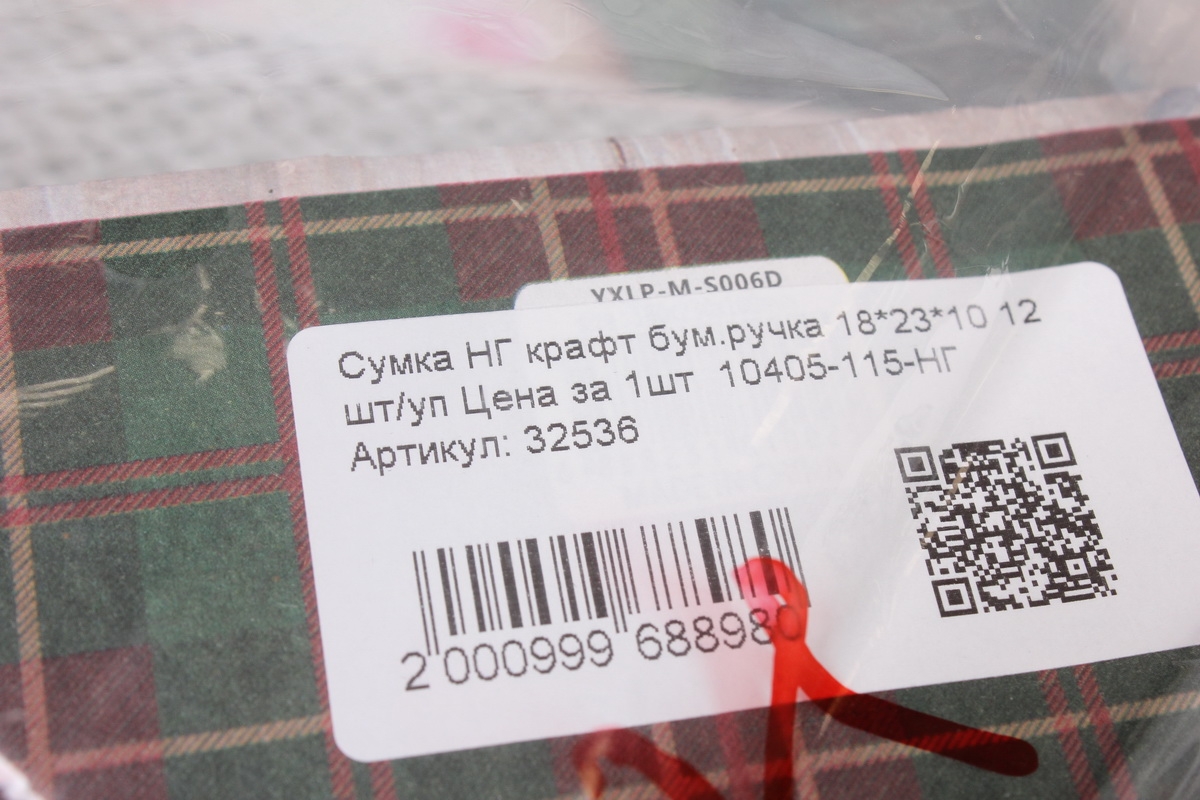 YXLP-M-S006D
Сумка НГ крафт бум.ручка 18*23*10 12
шт/уп Цена за 1шт 10405-115-НГ
Артикул: 32536
2 000999 688980